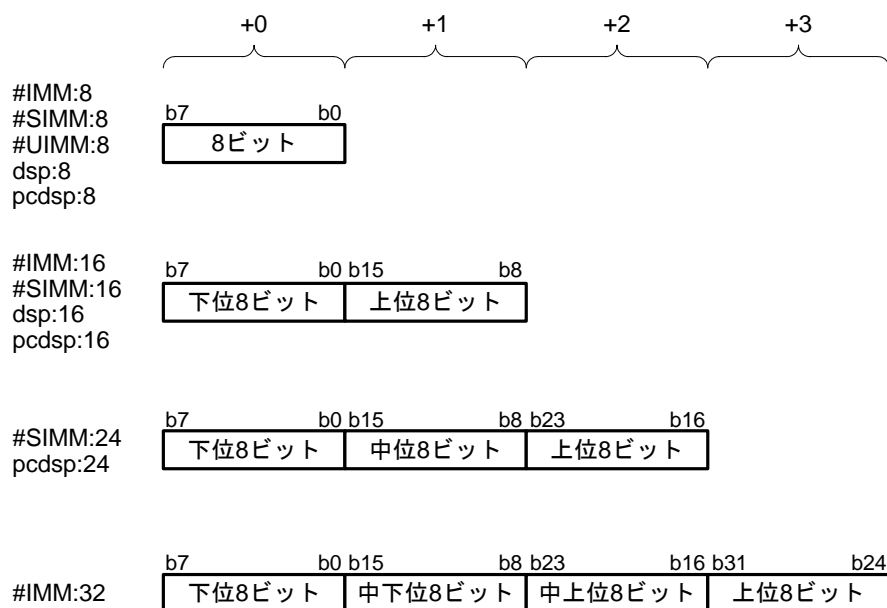 +0 +1 +2 +3
#IMM:8
#SIMM:8
#UIMM:8
dsp:8
pcdsp:8
b7 b0
8ビット
#IMM:16
#SIMM:16
dsp:16
pcdsp:16
b7 b0 b15 b8
下位8ビット 上位8ビット
#SIMM:24
pcdsp:24
b7 b0 b15 b8 b23 b16
下位8ビット 中位8ビット 上位8ビット
#IMM:32
b7 b0 b15 b8 b23 b16 b31 b24
下位8ビット 中下位8ビット 中上位8ビット 上位8ビット